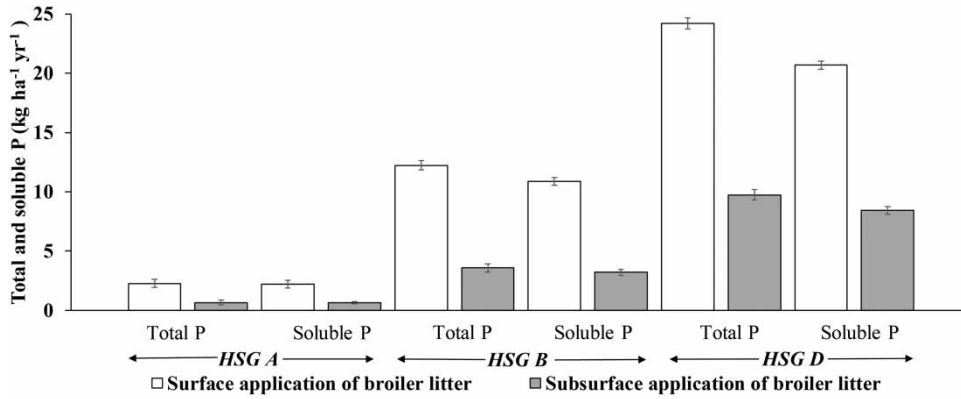 Total and soluble P (kg ha⁻¹ yr⁻¹)
25
20
15
10
5
0
Total P Soluble P Total P Soluble P Total P Soluble P
HSG A HSG B HSG D
Surface application of broiler litter Subsurface application of broiler litter